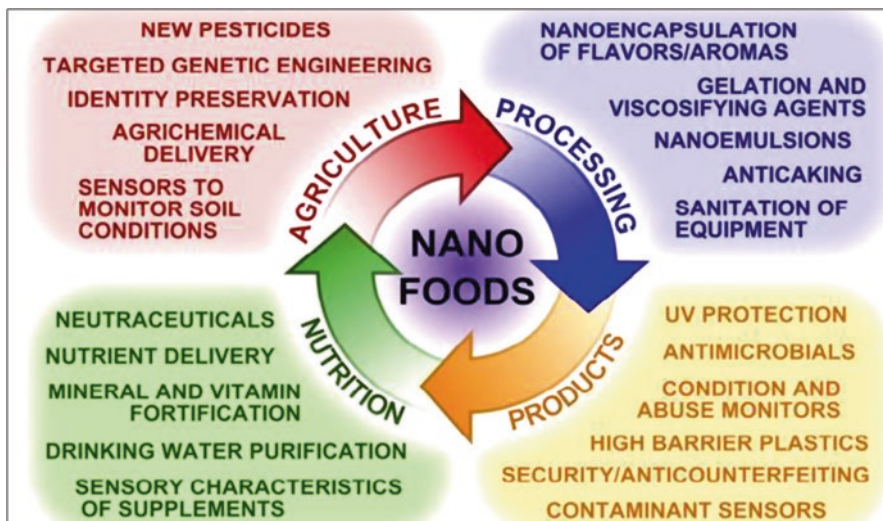 NEW PESTICIDES
TARGETED GENETIC ENGINEERING
IDENTITY PRESERVATION
AGRICHEMICAL
DELIVERY
SENSORS TO
MONITOR SOIL
CONDITIONS
AGRICULTURE
PROCESSING
NANOENCAPSULATION
OF FLAVORS/AROMAS
GELATION AND
VISCOSIFYING AGENTS
NANOEMULSIONS
ANTICAKING
SANITATION OF
EQUIPMENT
NANO
FOODS
NEUTRACEUTICALS
NUTRIENT DELIVERY
MINERAL AND VITAMIN
FORTIFICATION
DRINKING WATER PURIFICATION
SENSORY CHARACTERISTICS
OF SUPPLEMENTS
NUTRITION
PRODUCTS
UV PROTECTION
ANTIMICROBIALS
CONDITION AND
ABUSE MONITORS
HIGH BARRIER PLASTICS
SECURITY/ANTICOUNTERFEITING
CONTAMINANT SENSORS